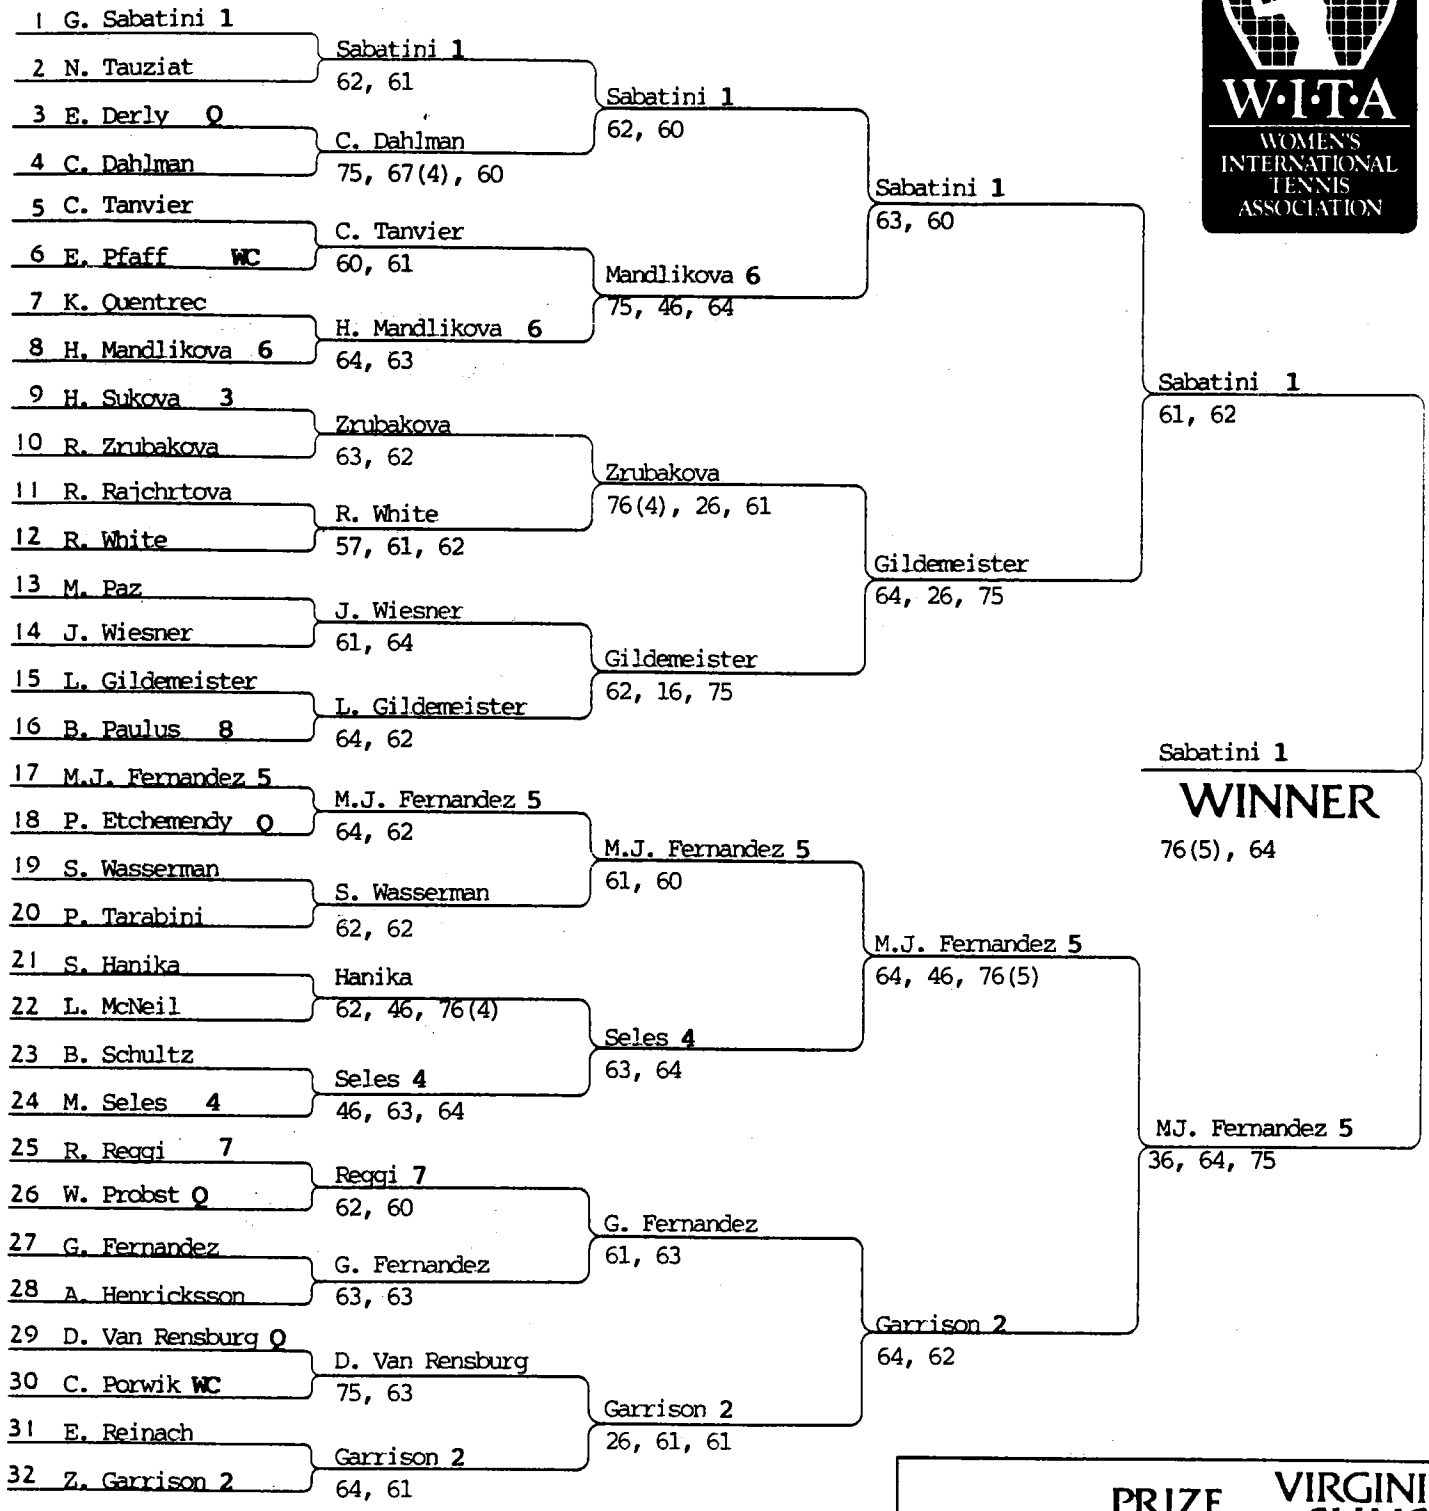 1 G. Sabatini 1
2 N. Tauziat
3 E. Derly Q
4 C. Dahlman
5 C. Tanvier
6 E. Pfaff WC
7 K. Quentrec
8 H. Mandlikova 6
9 H. Sukova 3
10 R. Zrubakova
11 R. Rajchrtova
12 R. White
13 M. Paz
14 J. Wiesner
15 L. Gildemeister
16 B. Paulus 8
17 M.J. Fernandez 5
18 P. Etchemendy Q
19 S. Wasserman
20 P. Tarabini
21 S. Hanika
22 L. McNeil
23 B. Schultz
24 M. Seles 4
25 R. Reggi 7
26 W. Probst Q
27 G. Fernandez
28 A. Henricksson
29 D. Van Rensburg Q
30 C. Porwik WC
31 E. Reinach
32 Z. Garrison 2
Sabatini 1
62, 61
C. Dahlman
75, 67(4), 60
C. Tanvier
60, 61
H. Mandlikova 6
64, 63
Zrubakova
63, 62
R. White
57, 61, 62
J. Wiesner
61, 64
L. Gildemeister
64, 62
M.J. Fernandez 5
64, 62
S. Wasserman
62, 62
Hanika
62, 46, 76(4)
Seles 4
46, 63, 64
Reggi 7
62, 60
G. Fernandez
63, 63
D. Van Rensburg
75, 63
Garrison 2
64, 61
Sabatini 1
62, 60
Mandlikova 6
75, 46, 64
Zrubakova
76(4), 26, 61
Gildemeister
62, 16, 75
M.J. Fernandez 5
61, 60
Seles 4
63, 64
G. Fernandez
61, 63
Garrison 2
26, 61, 61
Sabatini 1
63, 60
Gildemeister
64, 26, 75
M.J. Fernandez 5
64, 46, 76(5)
Garrison 2
64, 62
Sabatini 1
61, 62
MJ. Fernandez 5
36, 64, 75
Sabatini 1
WINNER
76(5), 64
W•I•T•A
WOMEN'S
INTERNATIONAL
TENNIS
ASSOCIATION
PRIZE
VIRGINI